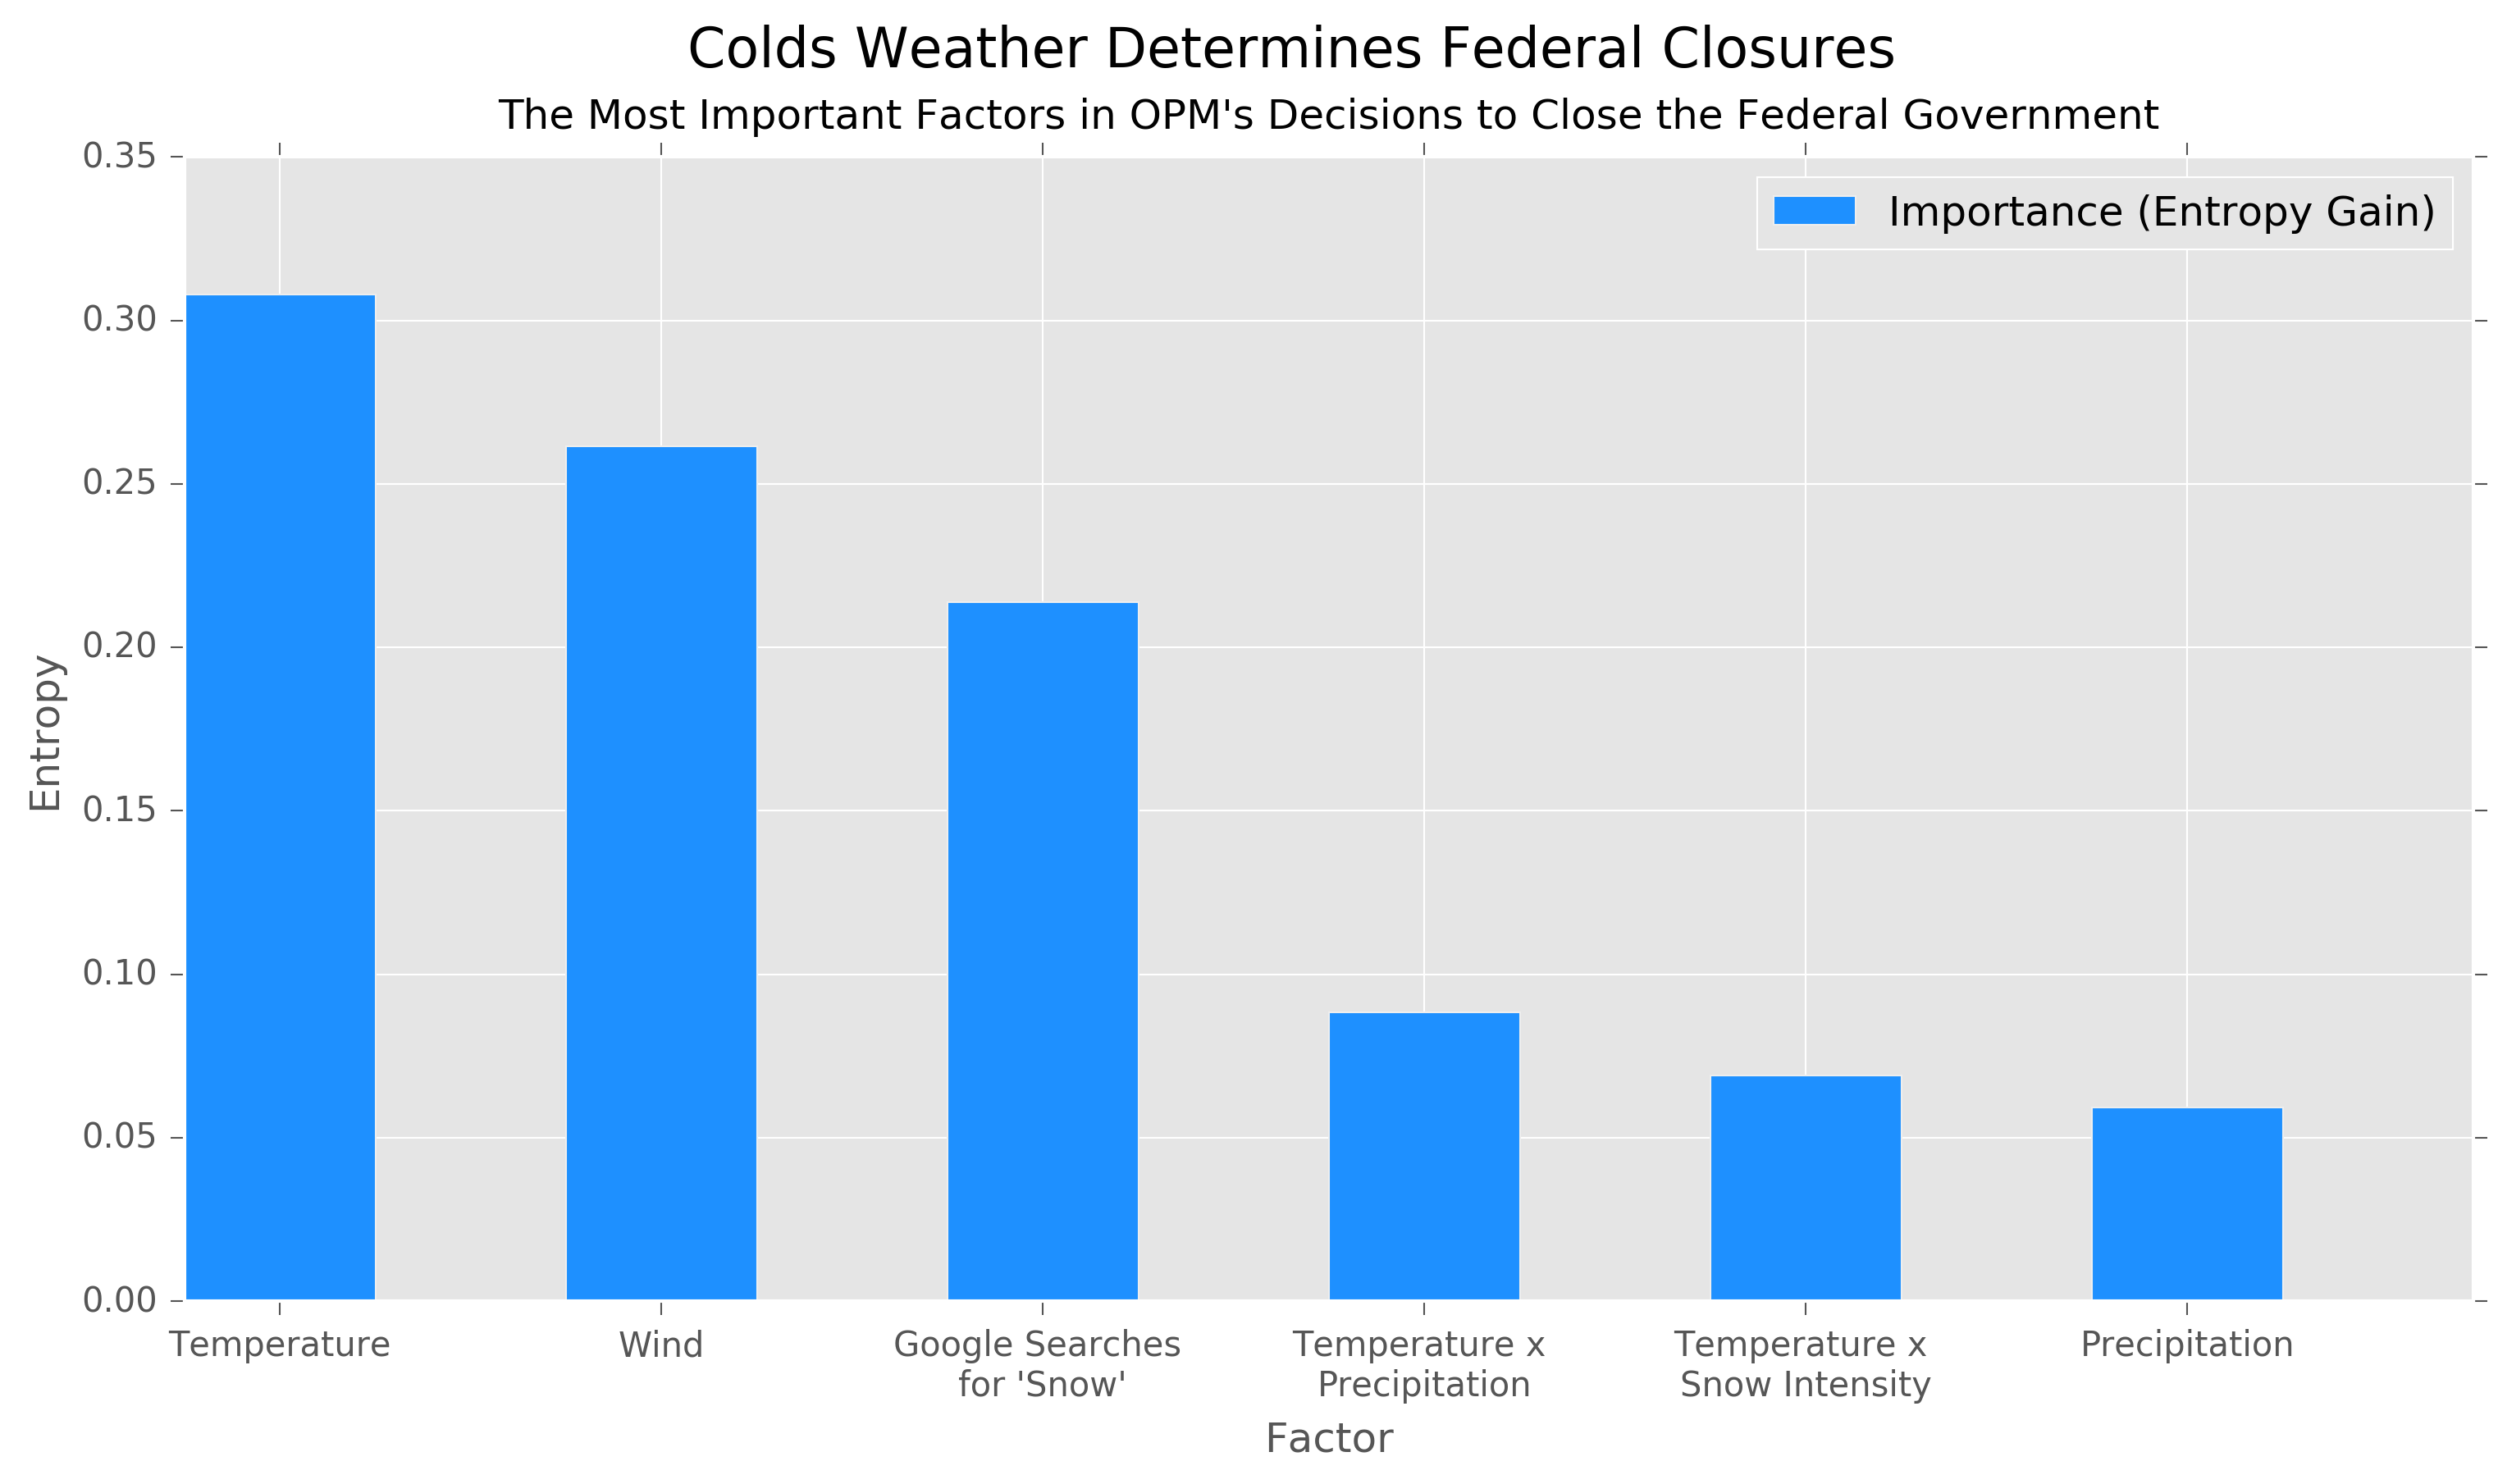 Colds Weather Determines Federal Closures
The Most Important Factors in OPM's Decisions to Close the Federal Government
Importance (Entropy Gain)
Entropy
0.35
0.30
0.25
0.20
0.15
0.10
0.05
0.00
Temperature
Wind
Google Searches
for 'Snow'
Temperature x
Precipitation
Temperature x
Snow Intensity
Precipitation
Factor